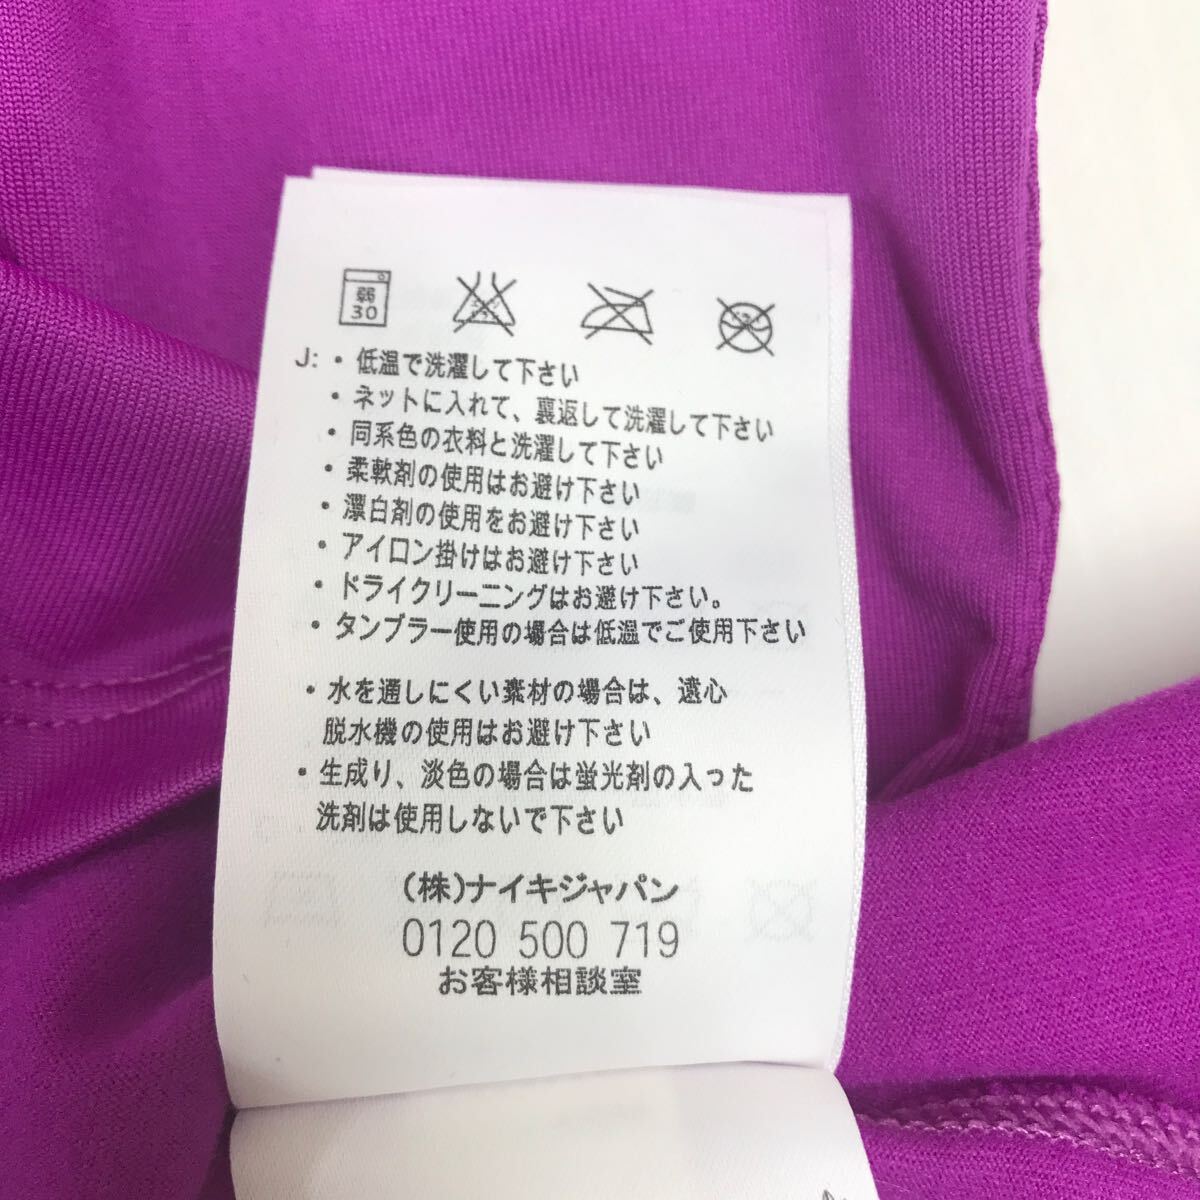 弱
30
J: ・低温で洗濯して下さい
・ネットに入れて、裏返して洗濯して下さい
・同系色の衣料と洗濯して下さい
・柔軟剤の使用はお避け下さい
・漂白剤の使用をお避け下さい
・アイロン掛けはお避け下さい
・ドライクリーニングはお避け下さい。
・タンブラー使用の場合は低温でご使用下さい
・水を通しにくい素材の場合は、遠心
脱水機の使用はお避け下さい
・生成り、淡色の場合は蛍光剤の入った
洗剤は使用しないで下さい
(株)ナイキジャパン
0120 500 719
お客様相談室